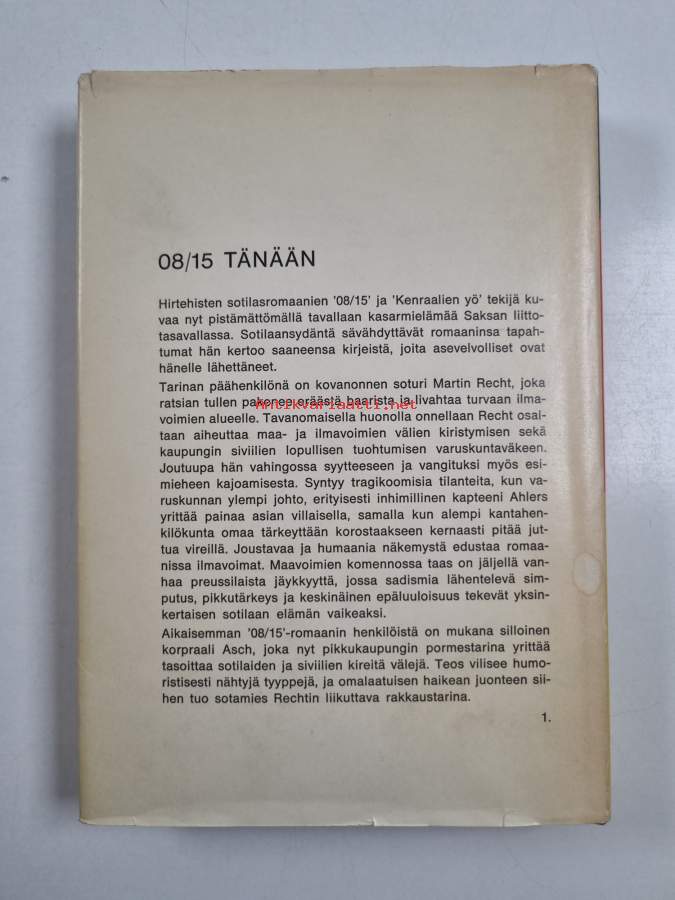 08/15 TÄNÄÄN
Hirtehisten sotilasromaanien '08/15' ja 'Kenraalien yö' tekijä ku-
vaa nyt pistämättömällä tavallaan kasarmielämää Saksan liitto-
tasavallassa. Sotilaansydäntä sävähdyttävät romaaninsa tapah-
tumat hän kertoo saaneensa kirjeistä, joita asevelvolliset ovat
hänelle lähettäneet.
Tarinan päähenkilönä on kovanonnen soturi Martin Recht, joka
ratsian tullen pakenee eräästä baarista ja livahtaa turvaan ilma-
Antikvariaatti.net
voimien alueelle. Tavanomaisella huonolla onnellaan Recht osal-
taan aiheuttaa maa- ja ilmavoimien välien kiristymisen sekä
kaupungin siviilien lopullisen tuohtumisen varuskuntaväkeen.
Joutuupa hän vahingossa syytteeseen ja vangituksi myös esi-
mieheen kajoamisesta. Syntyy tragikoomisia tilanteita, kun va-
ruskunnan ylempi johto, erityisesti inhimillinen kapteeni Ahlers
yrittää painaa asian villaisella, samalla kun alempi kantahen-
kilökunta omaa tärkeyttään korostaakseen kernaasti pitää jut-
tua vireillä. Joustavaa ja humaania näkemystä edustaa romaa-
nissa ilmavoimat. Maavoimien komennossa taas on jäljellä van-
haa preussilaista jäykkyyttä, jossa sadismia lähentelevä sim-
putus, pikkutärkeys ja keskinäinen epäluuloisuus tekevät yksin-
kertaisen sotilaan elämän vaikeaksi.
Aikaisemman '08/15'-romaanin henkilöistä on mukana silloinen
korpraali Asch, joka nyt pikkukaupungin pormestarina yrittää
tasoittaa sotilaiden ja siviilien kireitä välejä. Teos vilisee humo-
ristisesti nähtyjä tyyppejä, ja omalaatuisen haikean juonteen sii-
hen tuo sotamies Rechtin liikuttava rakkaustarina.
1.